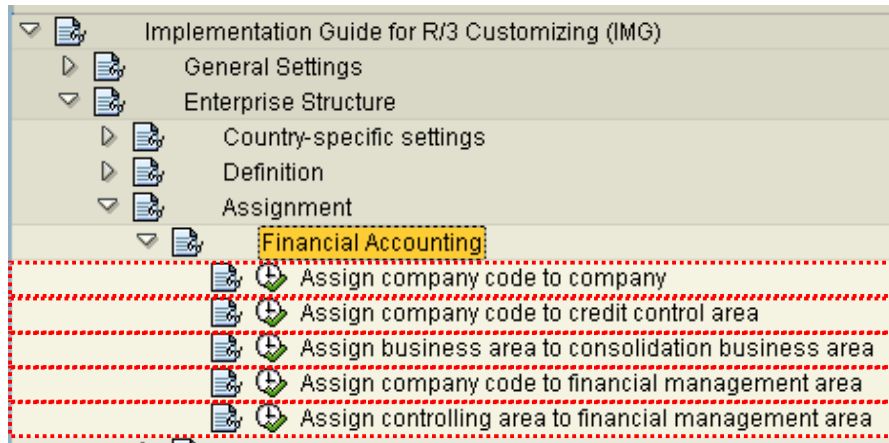 Implementation Guide for R/3 Customizing (IMG)
General Settings
Enterprise Structure
Country-specific settings
Definition
Assignment
Financial Accounting
Assign company code to company
Assign company code to credit control area
Assign business area to consolidation business area
Assign company code to financial management area
Assign controlling area to financial management area